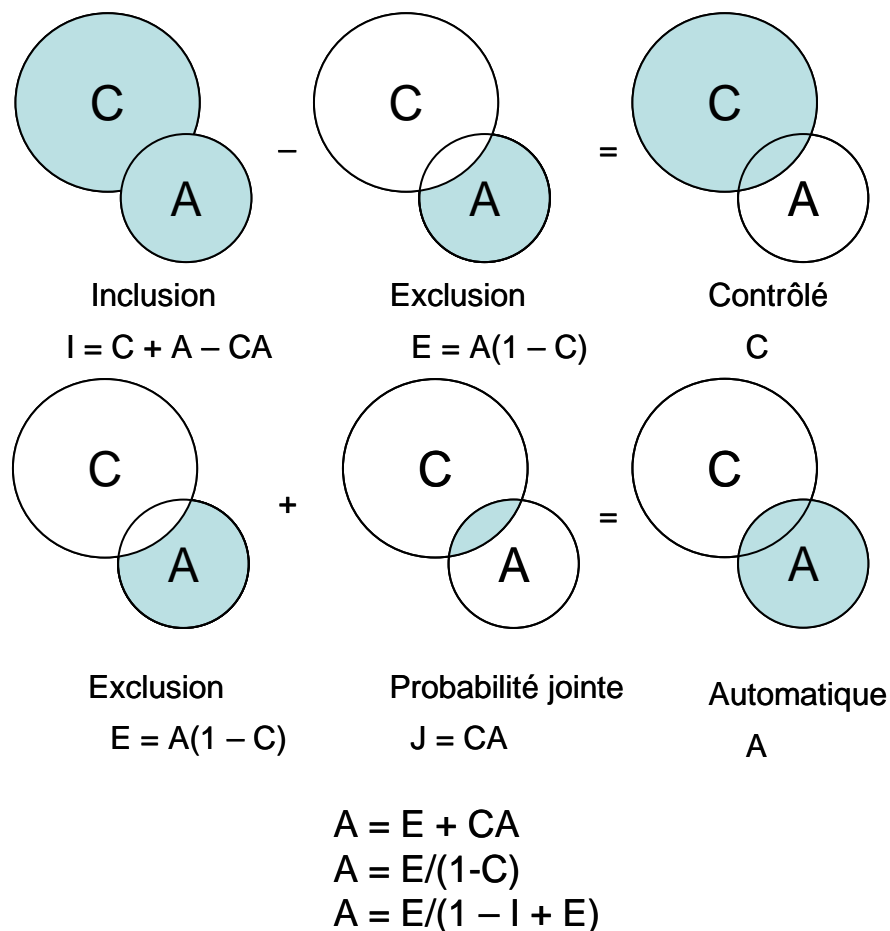 C C C
– =
A A A
Inclusion Exclusion Contrôlé
I = C + A – CA E = A(1 – C) C
C C C
+ =
A A A
Exclusion Probabilité jointe Automatique
E = A(1 – C) J = CA A
A = E + CA
A = E/(1-C)
A = E/(1 – I + E)